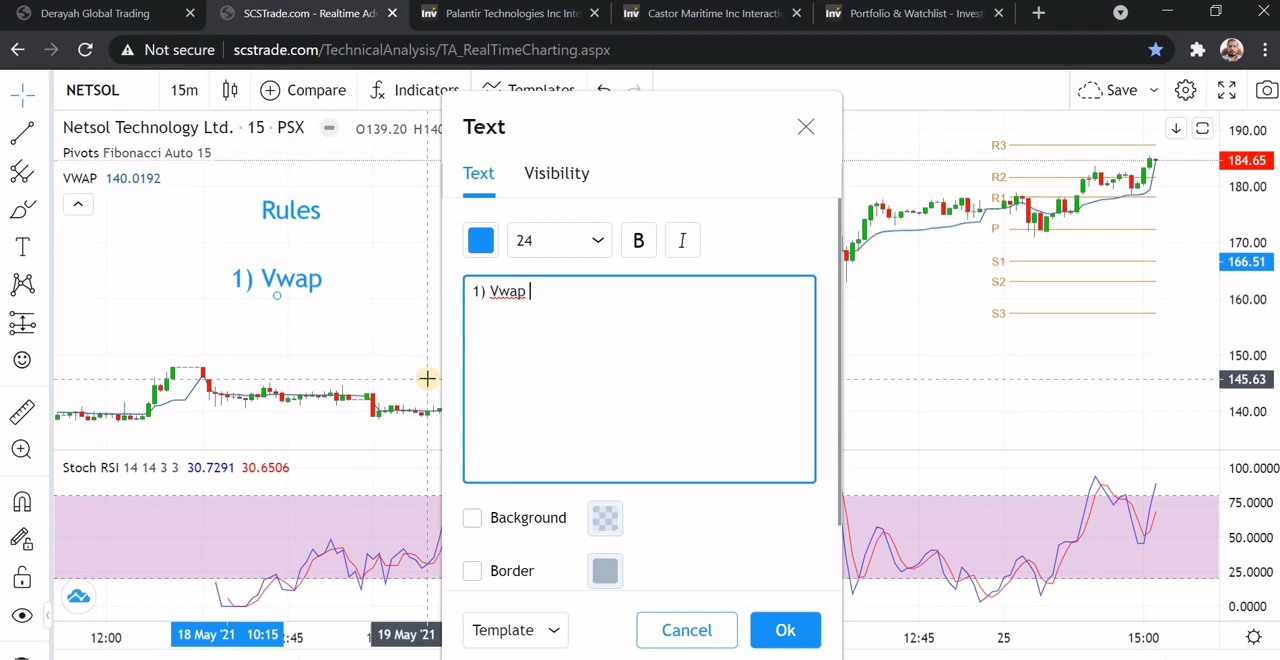 Derayah Global Trading
SCSTrade.com - Realtime Adv
Palantir Technologies Inc Inte
Castor Maritime Inc Interacti
Portfolio & Watchlist - Invest
Not secure
scstrade.com/TechnicalAnalysis/TA_RealTimeCharting.aspx
NETSOL
15m
Compare
Indicators
Templates
Save
Netsol Technology Ltd. · 15 · PSX
O139.20 H140
Pivots Fibonacci Auto 15
VWAP 140.0192
Rules
1) Vwap
Text
Text
Visibility
24
B
I
1) Vwap
Background
Border
Template
Cancel
Ok
R3
R2
R1
P
S1
S2
S3
190.00
184.65
180.00
170.00
166.51
160.00
150.00
145.63
140.00
Stoch RSI 14 14 3 3 30.7291 30.6506
100.0000
75.0000
50.0000
25.0000
0.0000
12:00
18 May '21 10:15
:45
19 May '21
12:45
25
15:00